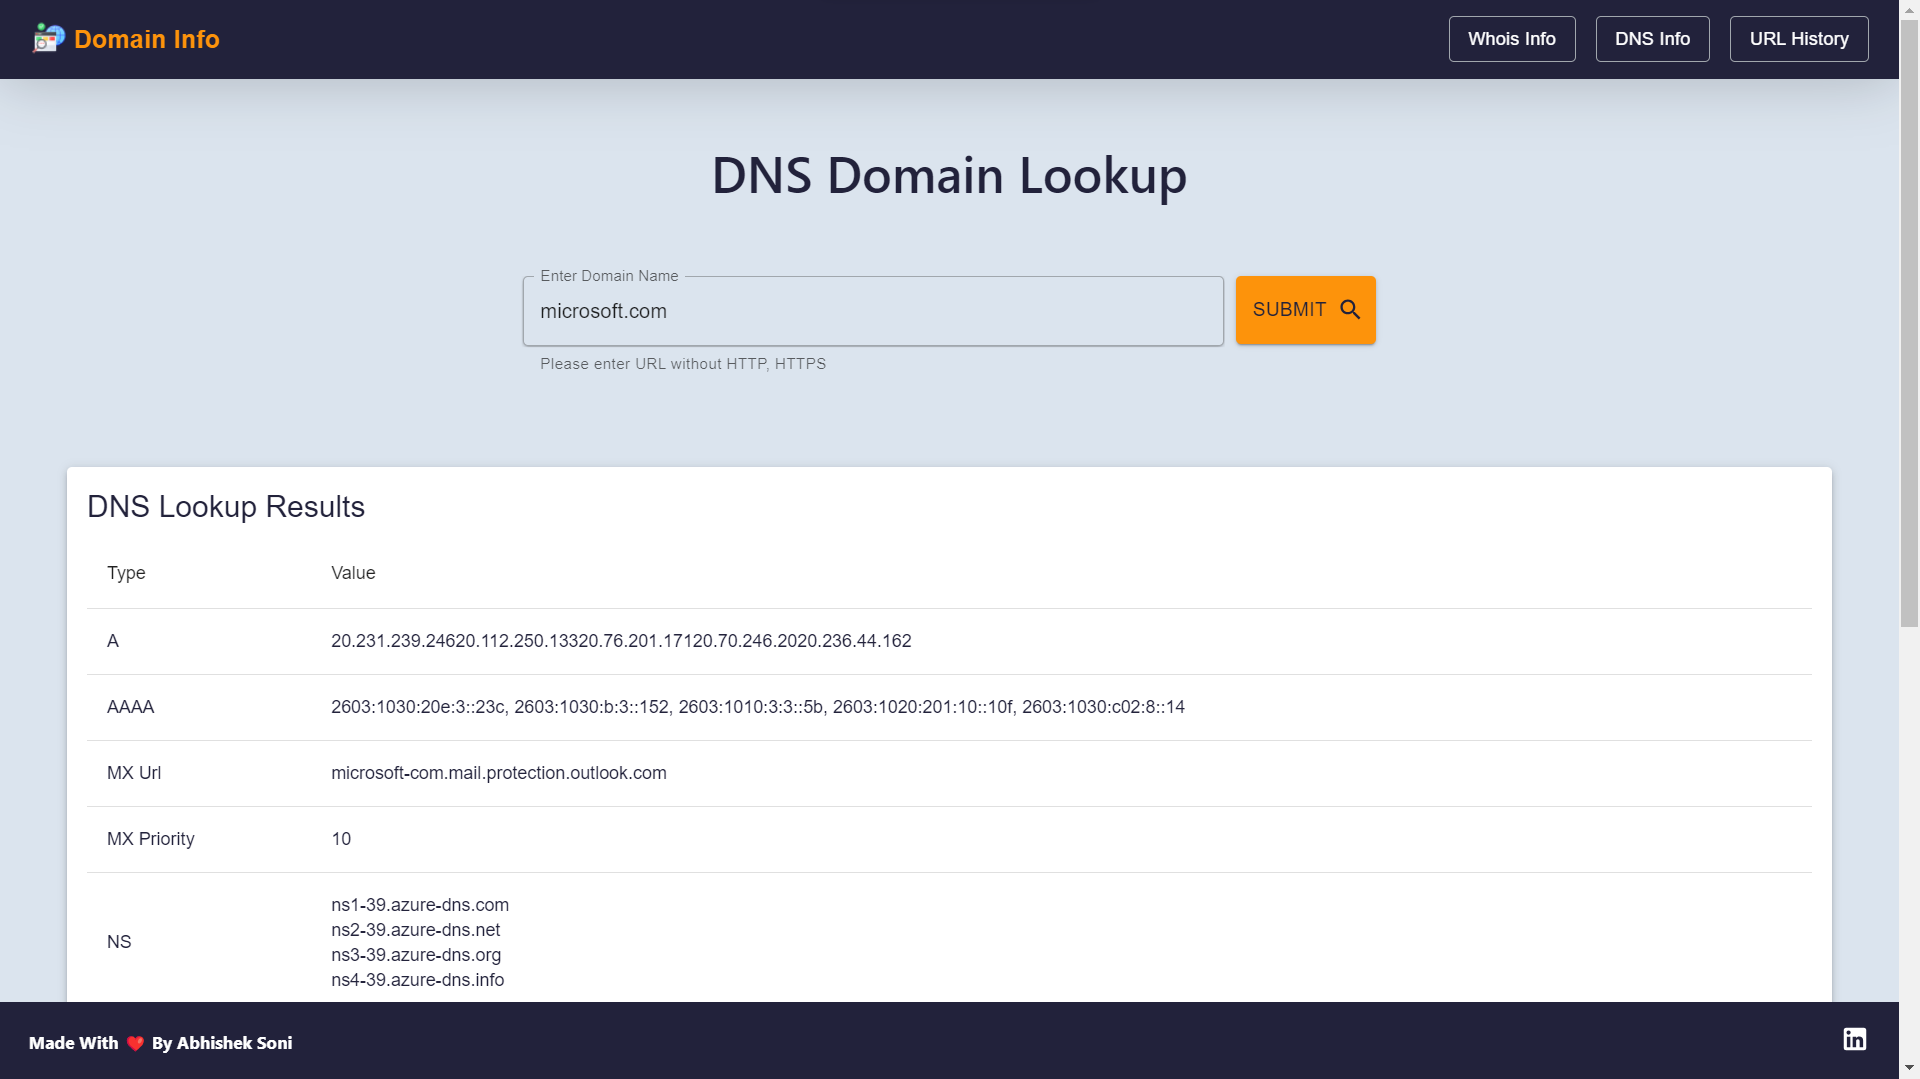 Domain Info
Whois Info
DNS Info
URL History
DNS Domain Lookup
Enter Domain Name
microsoft.com
SUBMIT
Please enter URL without HTTP, HTTPS
DNS Lookup Results
Type Value
A 20.231.239.24620.112.250.13320.76.201.17120.70.246.2020.236.44.162
AAAA 2603:1030:20e:3::23c, 2603:1030:b:3::152, 2603:1010:3:3::5b, 2603:1020:201:10::10f, 2603:1030:c02:8::14
MX Url microsoft-com.mail.protection.outlook.com
MX Priority 10
NS
ns1-39.azure-dns.com
ns2-39.azure-dns.net
ns3-39.azure-dns.org
ns4-39.azure-dns.info
Made With ❤️ By Abhishek Soni
in